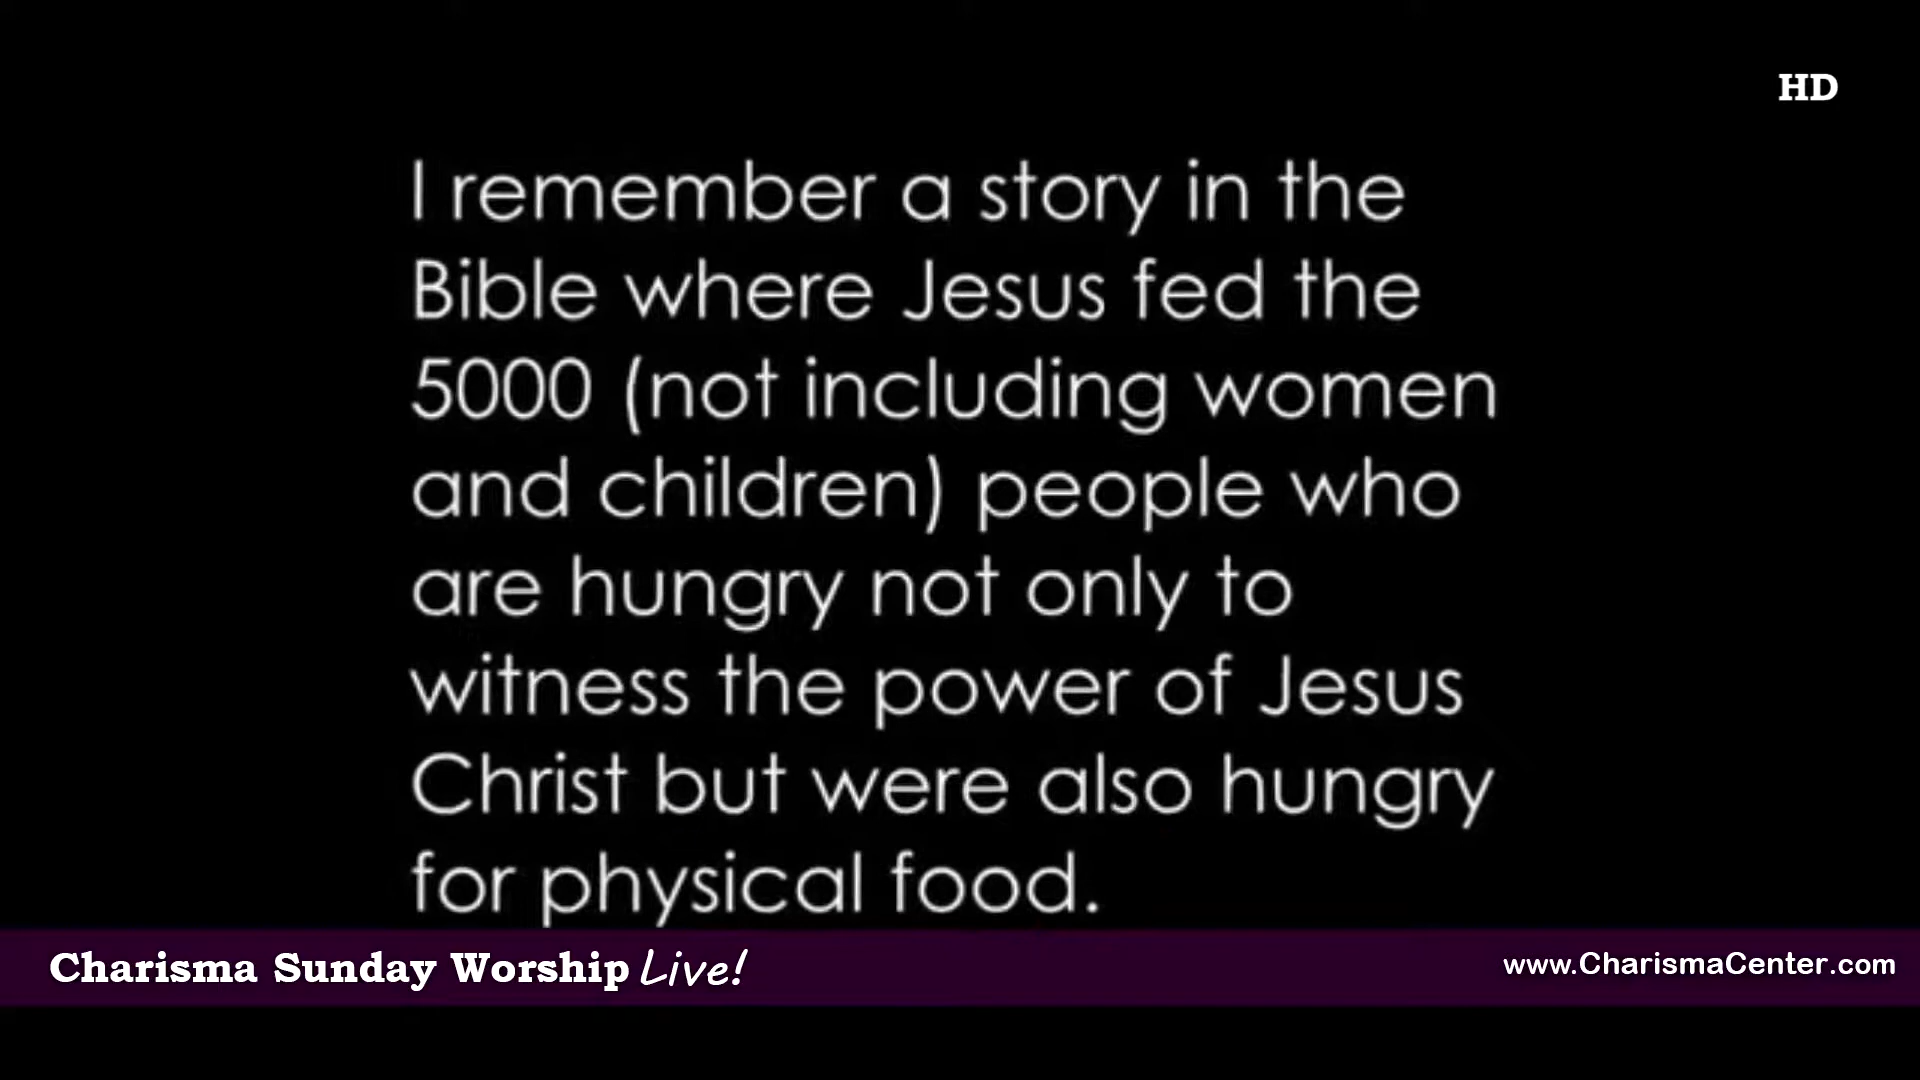 HD
I remember a story in the
Bible where Jesus fed the
5000 (not including women
and children) people who
are hungry not only to
witness the power of Jesus
Christ but were also hungry
for physical food.
Charisma Sunday Worship Live!
www.CharismaCenter.com